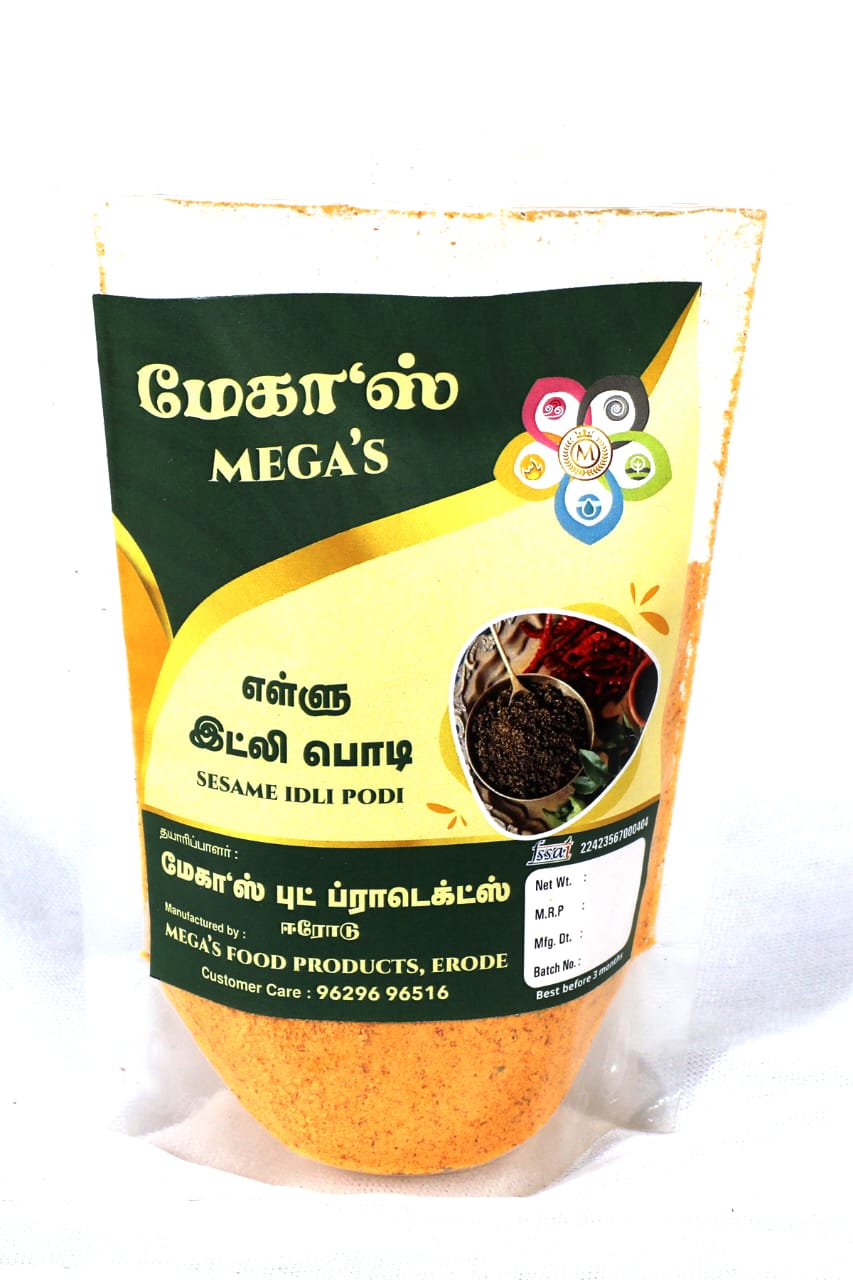 மேகா‘ஸ்
MEGA’S
M
எள்ளு
இட்லி பொடி
SESAME IDLI PODI
தயாரிப்பாளர் :
மேகா‘ஸ் புட் ப்ராடெக்ட்ஸ்
ஈரோடு
Manufactured by :
MEGA’S FOOD PRODUCTS, ERODE
Customer Care : 96296 96516
fssai 22423567000404
Net Wt. :
M.R.P :
Mfg. Dt. :
Batch No. :
Best before 3 months